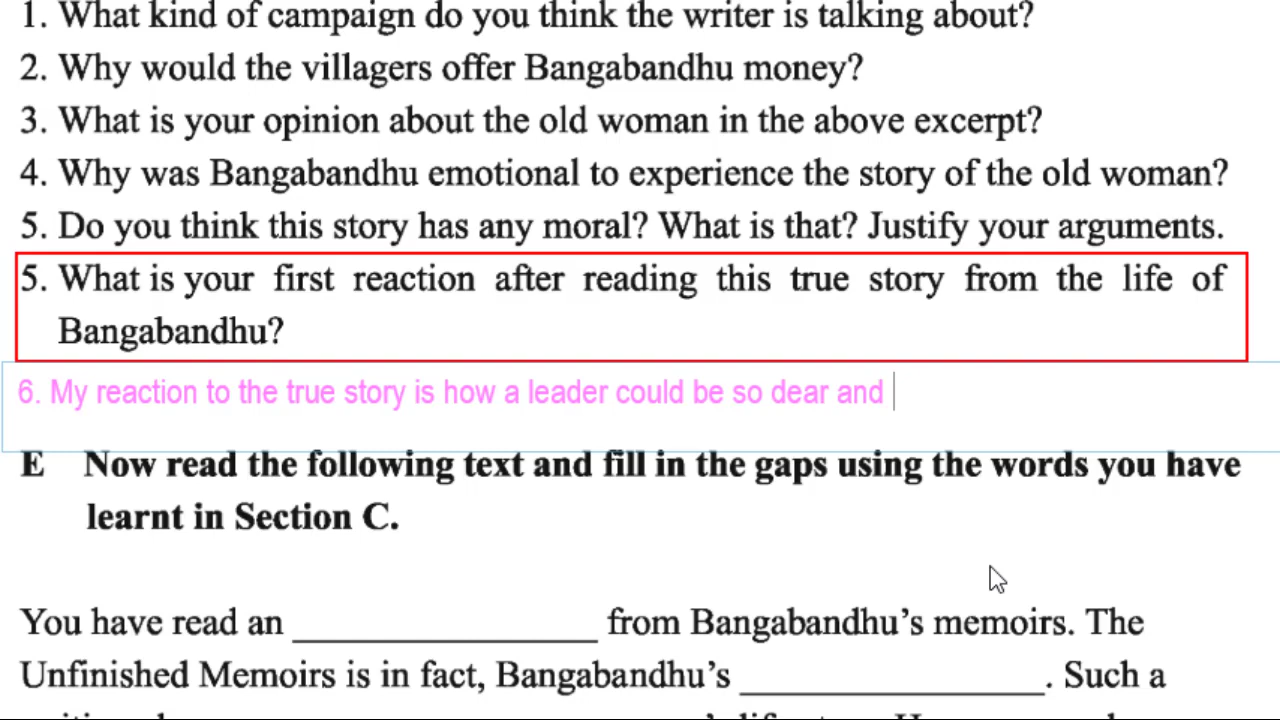 1. What kind of campaign do you think the writer is talking about?
2. Why would the villagers offer Bangabandhu money?
3. What is your opinion about the old woman in the above excerpt?
4. Why was Bangabandhu emotional to experience the story of the old woman?
5. Do you think this story has any moral? What is that? Justify your arguments.
5. What is your first reaction after reading this true story from the life of
Bangabandhu?
6. My reaction to the true story is how a leader could be so dear and
E Now read the following text and fill in the gaps using the words you have
learnt in Section C.
You have read an ________________ from Bangabandhu’s memoirs. The
Unfinished Memoirs is in fact, Bangabandhu’s ________________. Such a